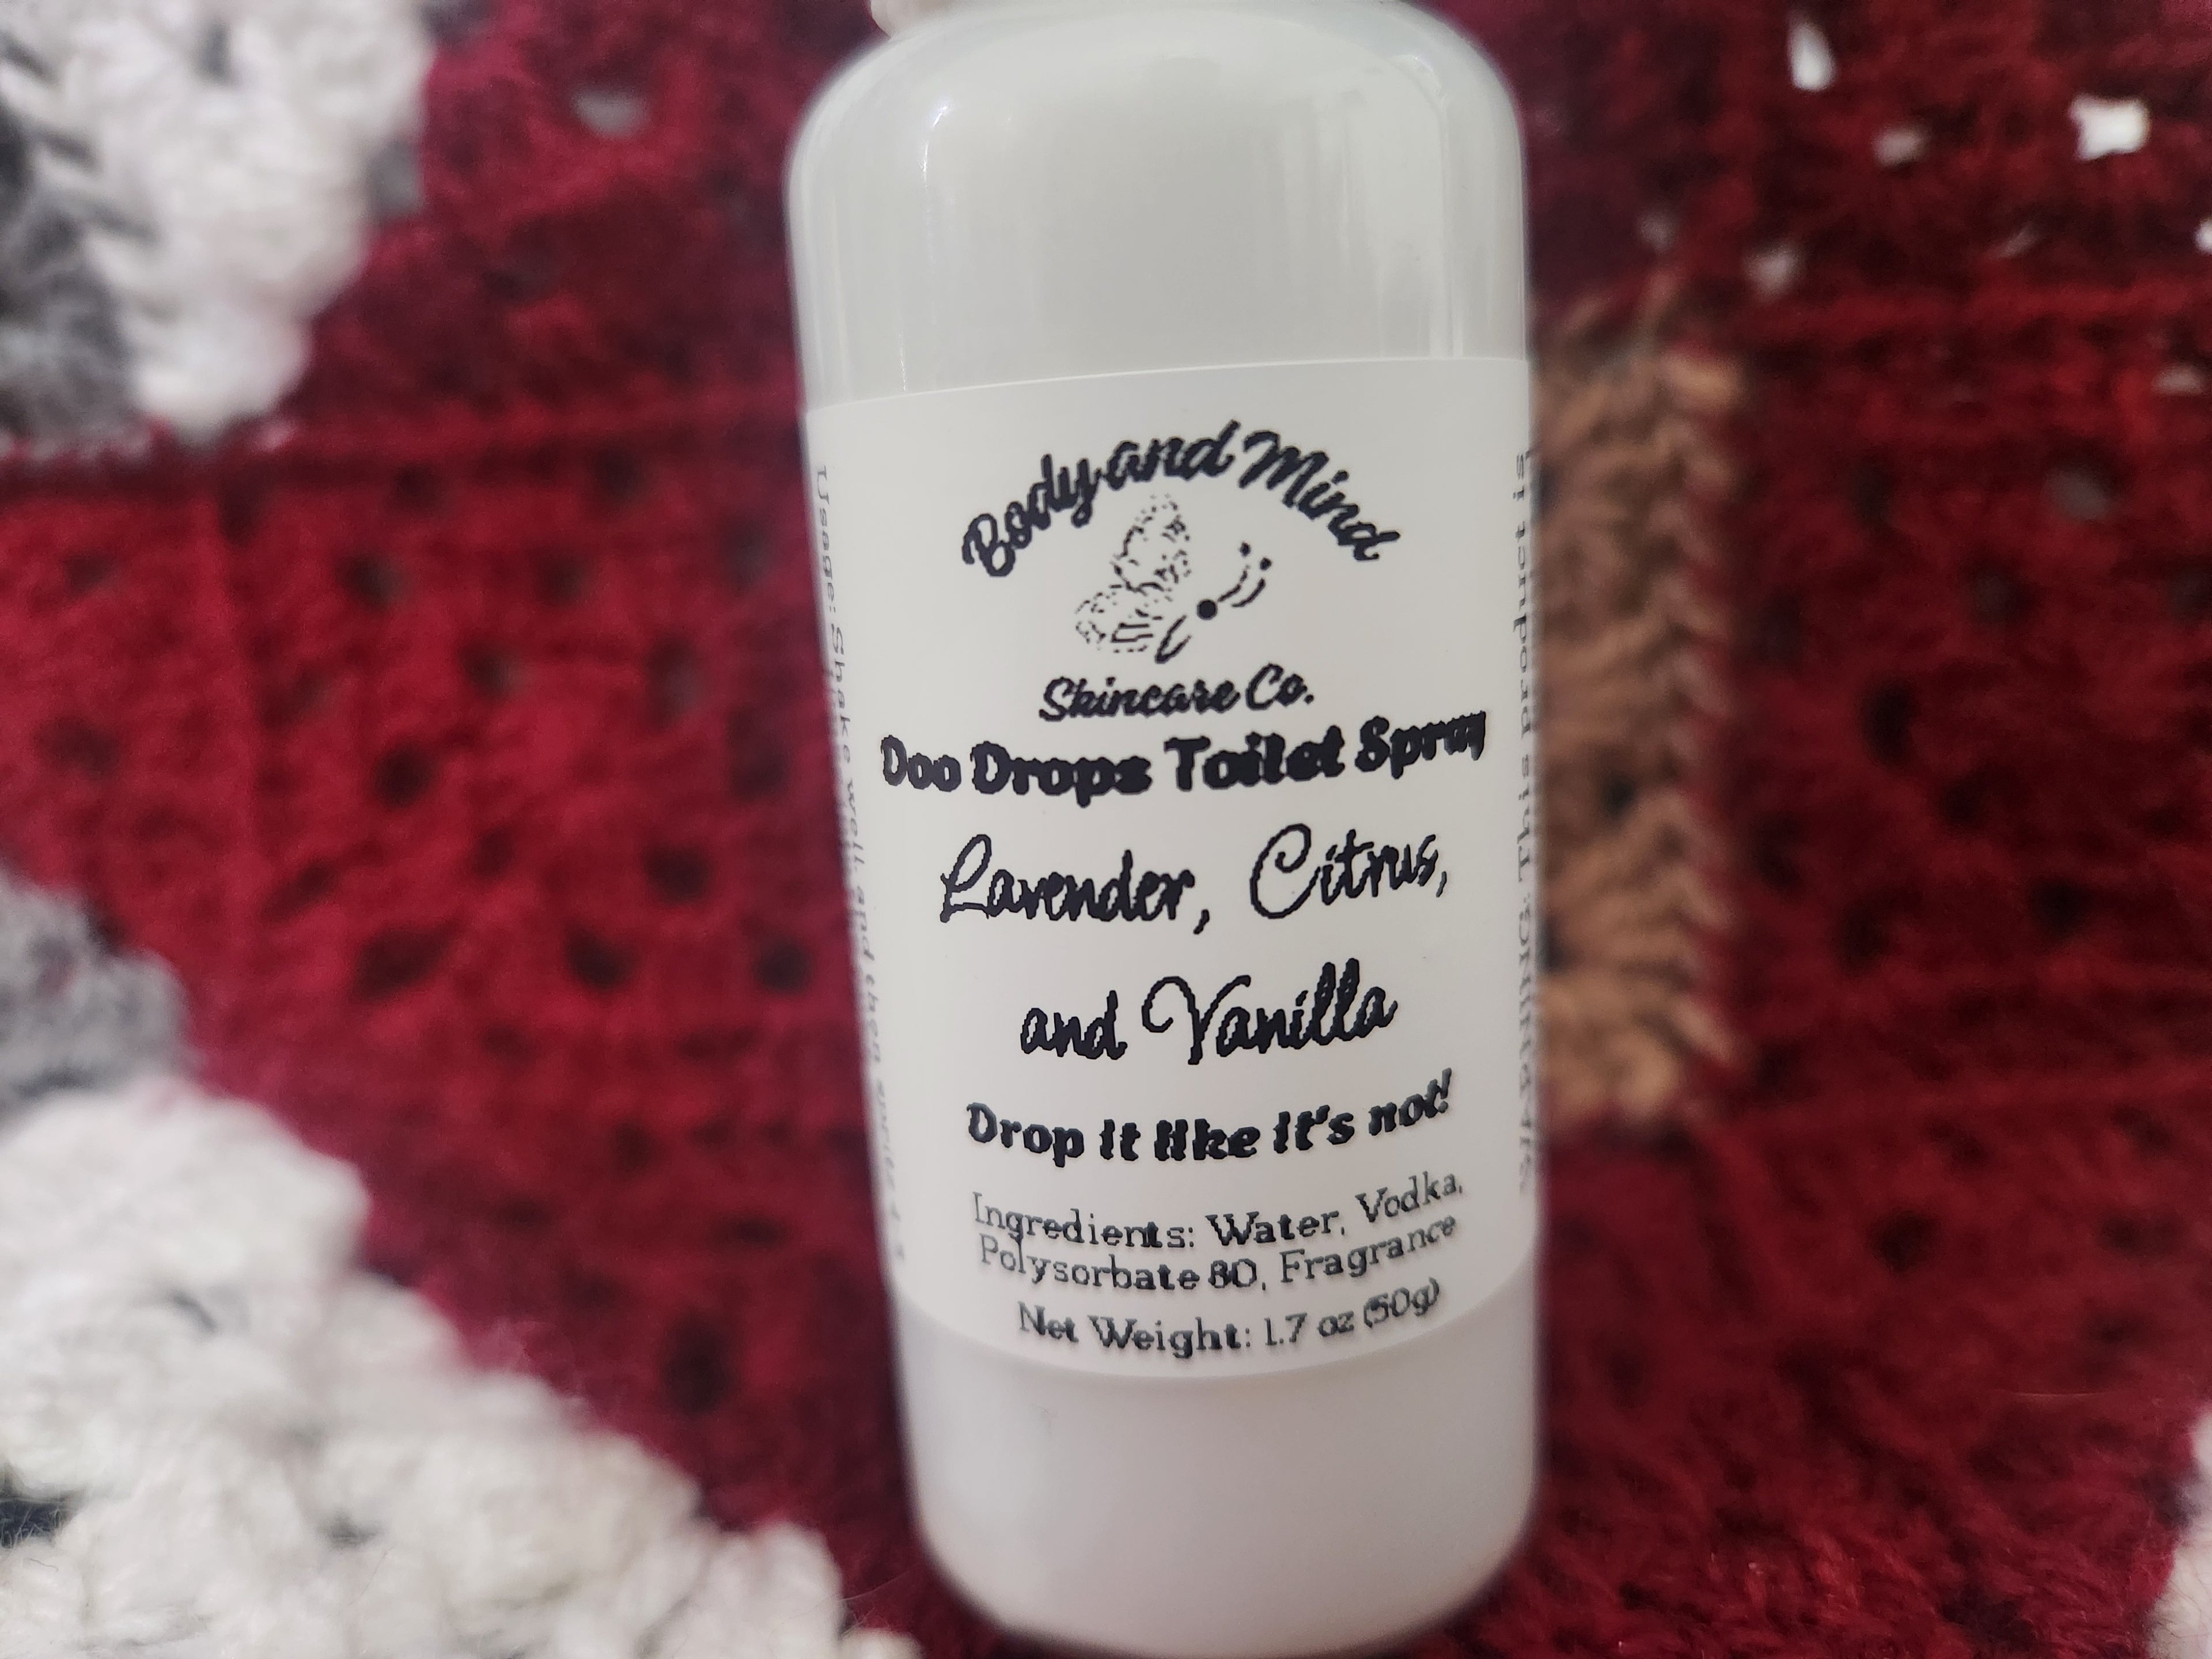 Body and Mind
Skincare Co.
Doo Drops Toilet Spray
Lavender, Citrus,
and Vanilla
Drop it like it's not!
Ingredients: Water, Vodka,
Polysorbate 80, Fragrance
Net Weight: 1.7 oz (50g)
Usage: Shake well, and then
WARNING: This product is